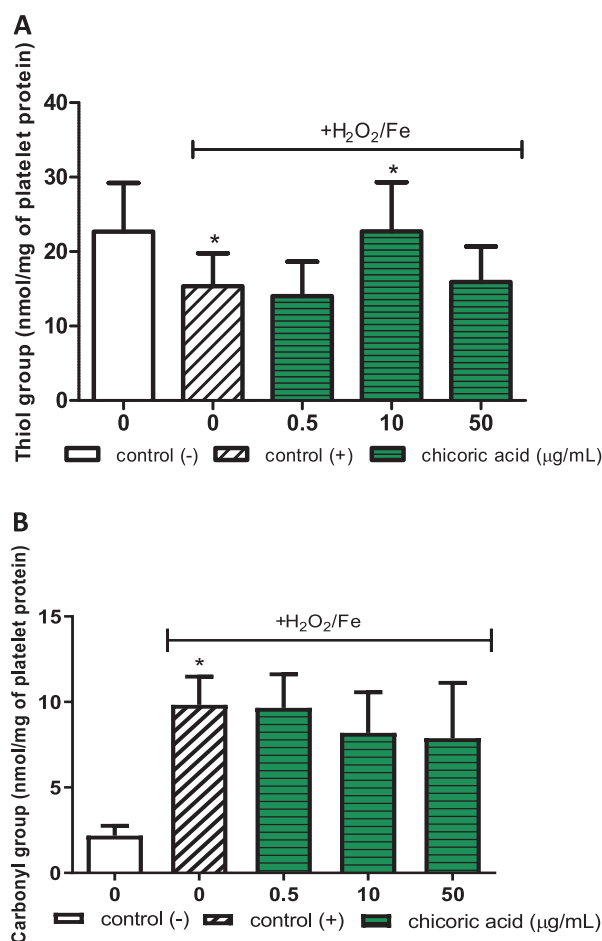 A
Thiol group (nmol/mg of platelet protein)
40
30
20
10
0
+H₂O₂/Fe
*
*
0 0 0.5 10 50
control (-) control (+) chicoric acid (μg/mL)
B
Carbonyl group (nmol/mg of platelet protein)
15
10
5
0
+H₂O₂/Fe
*
0 0 0.5 10 50
control (-) control (+) chicoric acid (μg/mL)